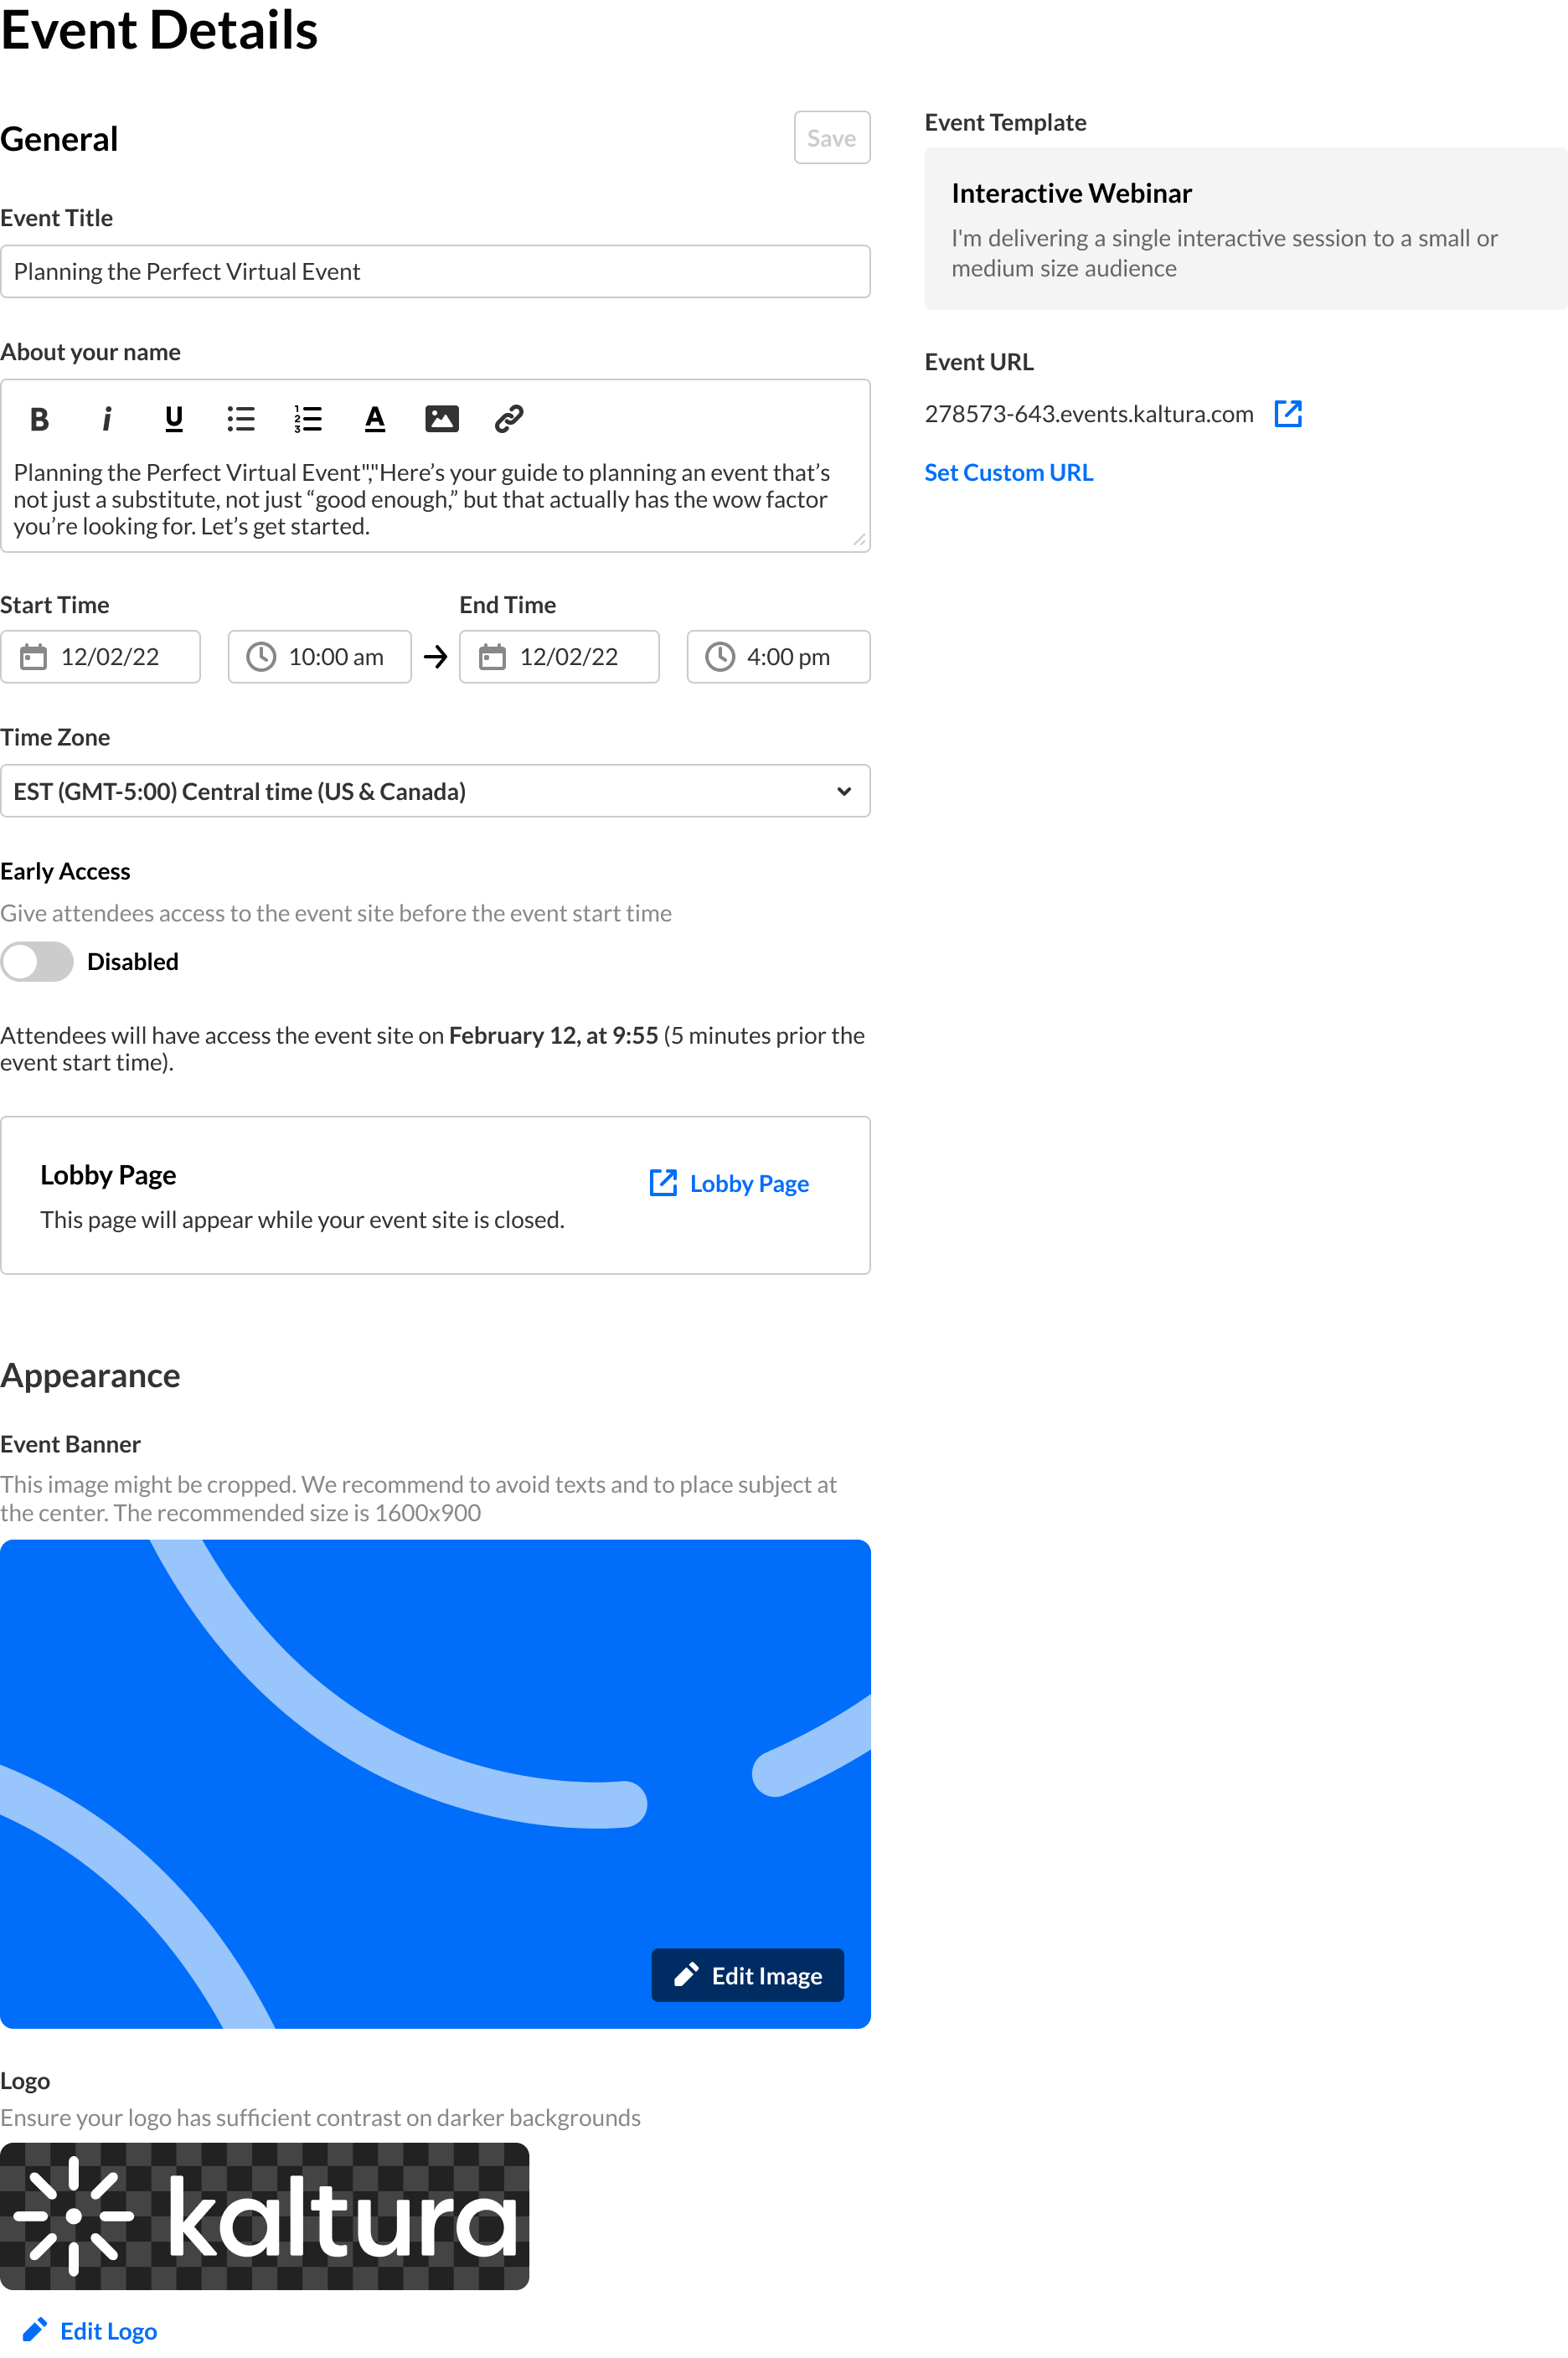 Event Details
General
Save
Event Title
Planning the Perfect Virtual Event
About your name
B i U A
Planning the Perfect Virtual Event","Here’s your guide to planning an event that’s
not just a substitute, not just “good enough,” but that actually has the wow factor
you’re looking for. Let’s get started.
Start Time
End Time
12/02/22
10:00 am
12/02/22
4:00 pm
Time Zone
EST (GMT-5:00) Central time (US & Canada)
Early Access
Give attendees access to the event site before the event start time
Disabled
Attendees will have access the event site on February 12, at 9:55 (5 minutes prior the
event start time).
Lobby Page
This page will appear while your event site is closed.
Lobby Page
Appearance
Event Banner
This image might be cropped. We recommend to avoid texts and to place subject at
the center. The recommended size is 1600x900
Edit Image
Logo
Ensure your logo has sufficient contrast on darker backgrounds
kaltura
Edit Logo
Event Template
Interactive Webinar
I'm delivering a single interactive session to a small or
medium size audience
Event URL
278573-643.events.kaltura.com
Set Custom URL